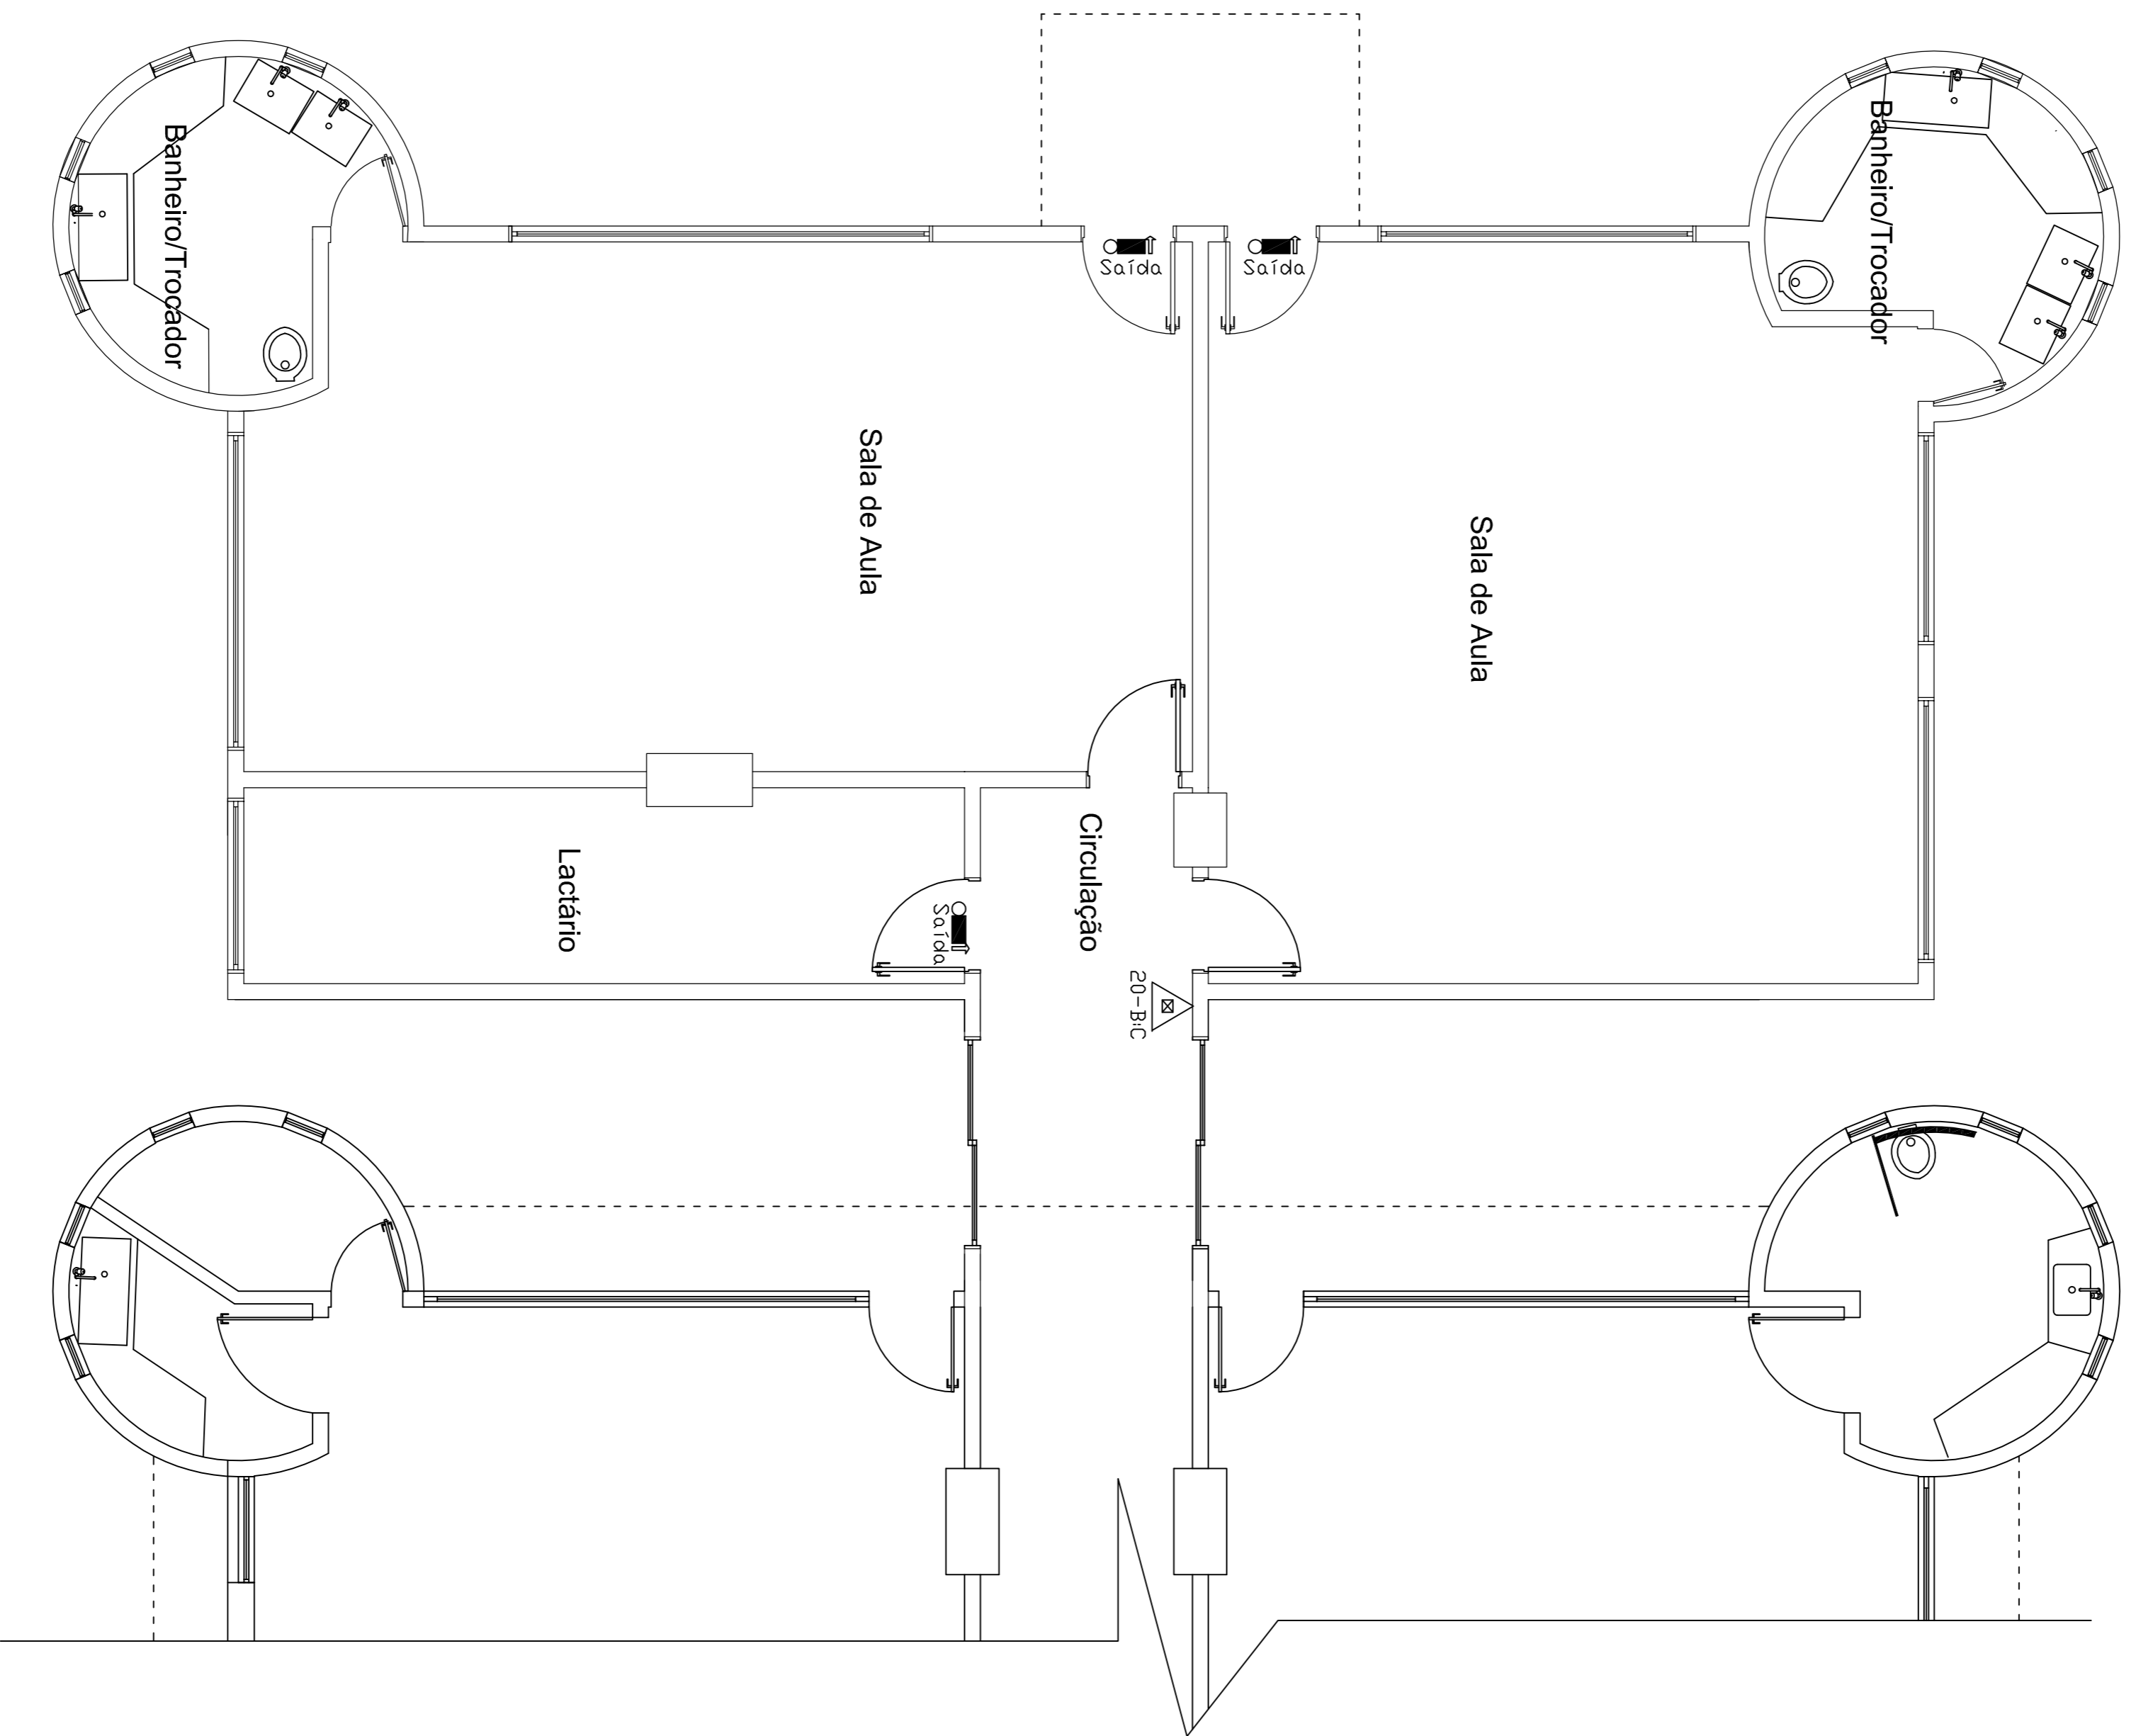 Banheiro/Trocador
Banheiro/Trocador
Saída
Saída
Sala de Aula
Sala de Aula
Circulação
Lactário
Saída
20-B:C